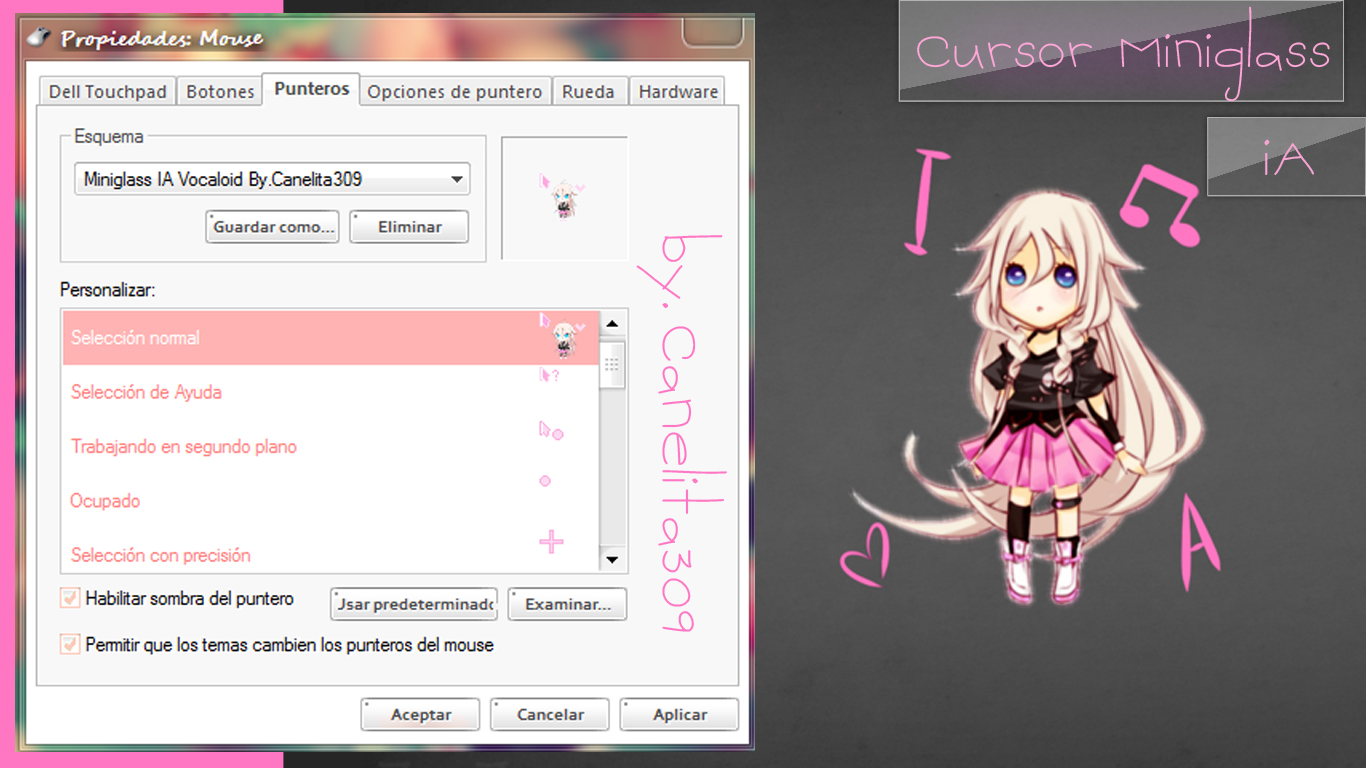 Propiedades: Mouse
Dell Touchpad
Botones
Punteros
Opciones de puntero
Rueda
Hardware
Esquema
Miniglass IA Vocaloid By.Canelita309
Guardar como...
Eliminar
Personalizar:
Selección normal
Selección de Ayuda
Trabajando en segundo plano
Ocupado
Selección con precisión
Habilitar sombra del puntero
Jsar predeterminado
Examinar...
Permitir que los temas cambien los punteros del mouse
Aceptar
Cancelar
Aplicar
by. Canelita309
Cursor Miniglass
iA
I
A